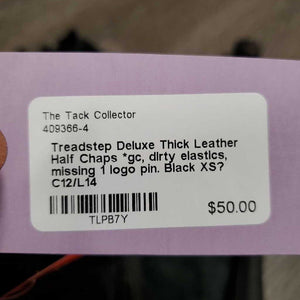 The Tack Collector
409366-4
Treadstep Deluxe Thick Leather
Half Chaps *gc, dirty elastics,
missing 1 logo pin. Black XS?
C12/L14
TLPB7Y
$50.00